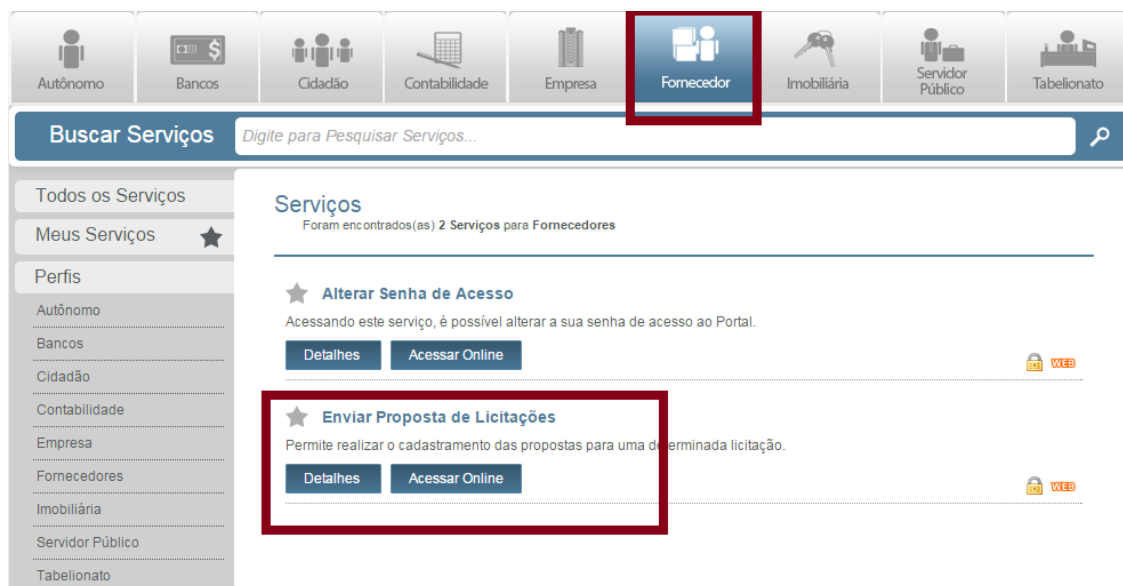 Autônomo
Bancos
Cidadão
Contabilidade
Empresa
Fornecedor
Imobiliária
Servidor
Público
Tabelionato
Buscar Serviços
Digite para Pesquisar Serviços...
Todos os Serviços
Meus Serviços
Perfis
Autônomo
Bancos
Cidadão
Contabilidade
Empresa
Fornecedores
Imobiliária
Servidor Público
Tabelionato
Serviços
Foram encontrados(as) 2 Serviços para Fornecedores
Alterar Senha de Acesso
Acessando este serviço, é possível alterar a sua senha de acesso ao Portal.
Detalhes
Acessar Online
WEB
Enviar Proposta de Licitações
Permite realizar o cadastramento das propostas para uma determinada licitação.
Detalhes
Acessar Online
WEB